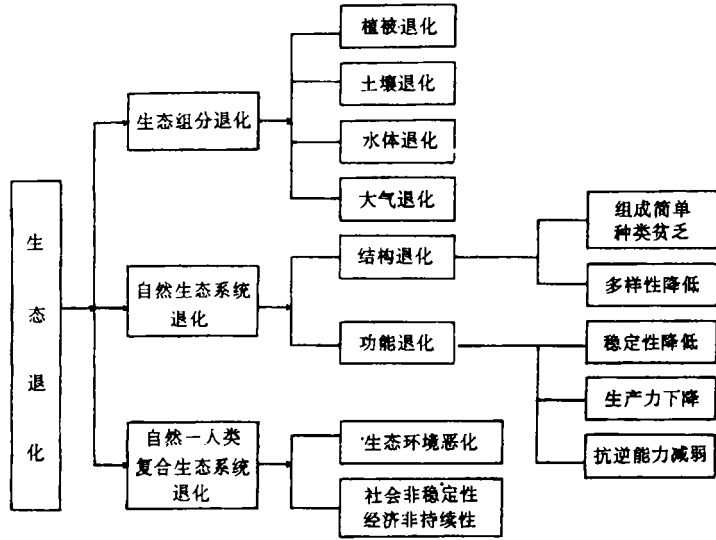 生态退化
生态组分退化
植被退化
土壤退化
水体退化
大气退化
自然生态系统
退化
结构退化
组成简单
种类贫乏
多样性降低
功能退化
稳定性降低
生产力下降
抗逆能力减弱
自然—人类
复合生态系统
退化
生态环境恶化
社会非稳定性
经济非持续性